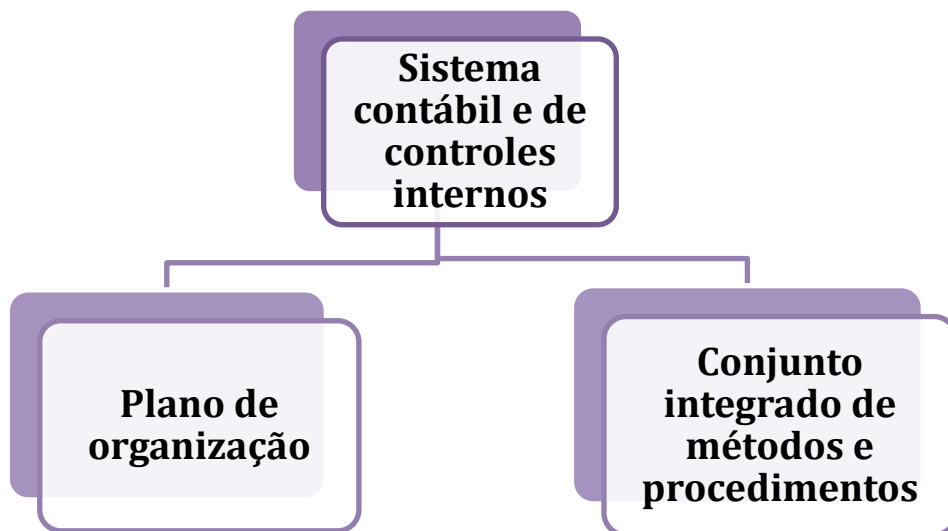 Sistema
contábil e de
controles
internos
Plano de
organização
Conjunto
integrado de
métodos e
procedimentos